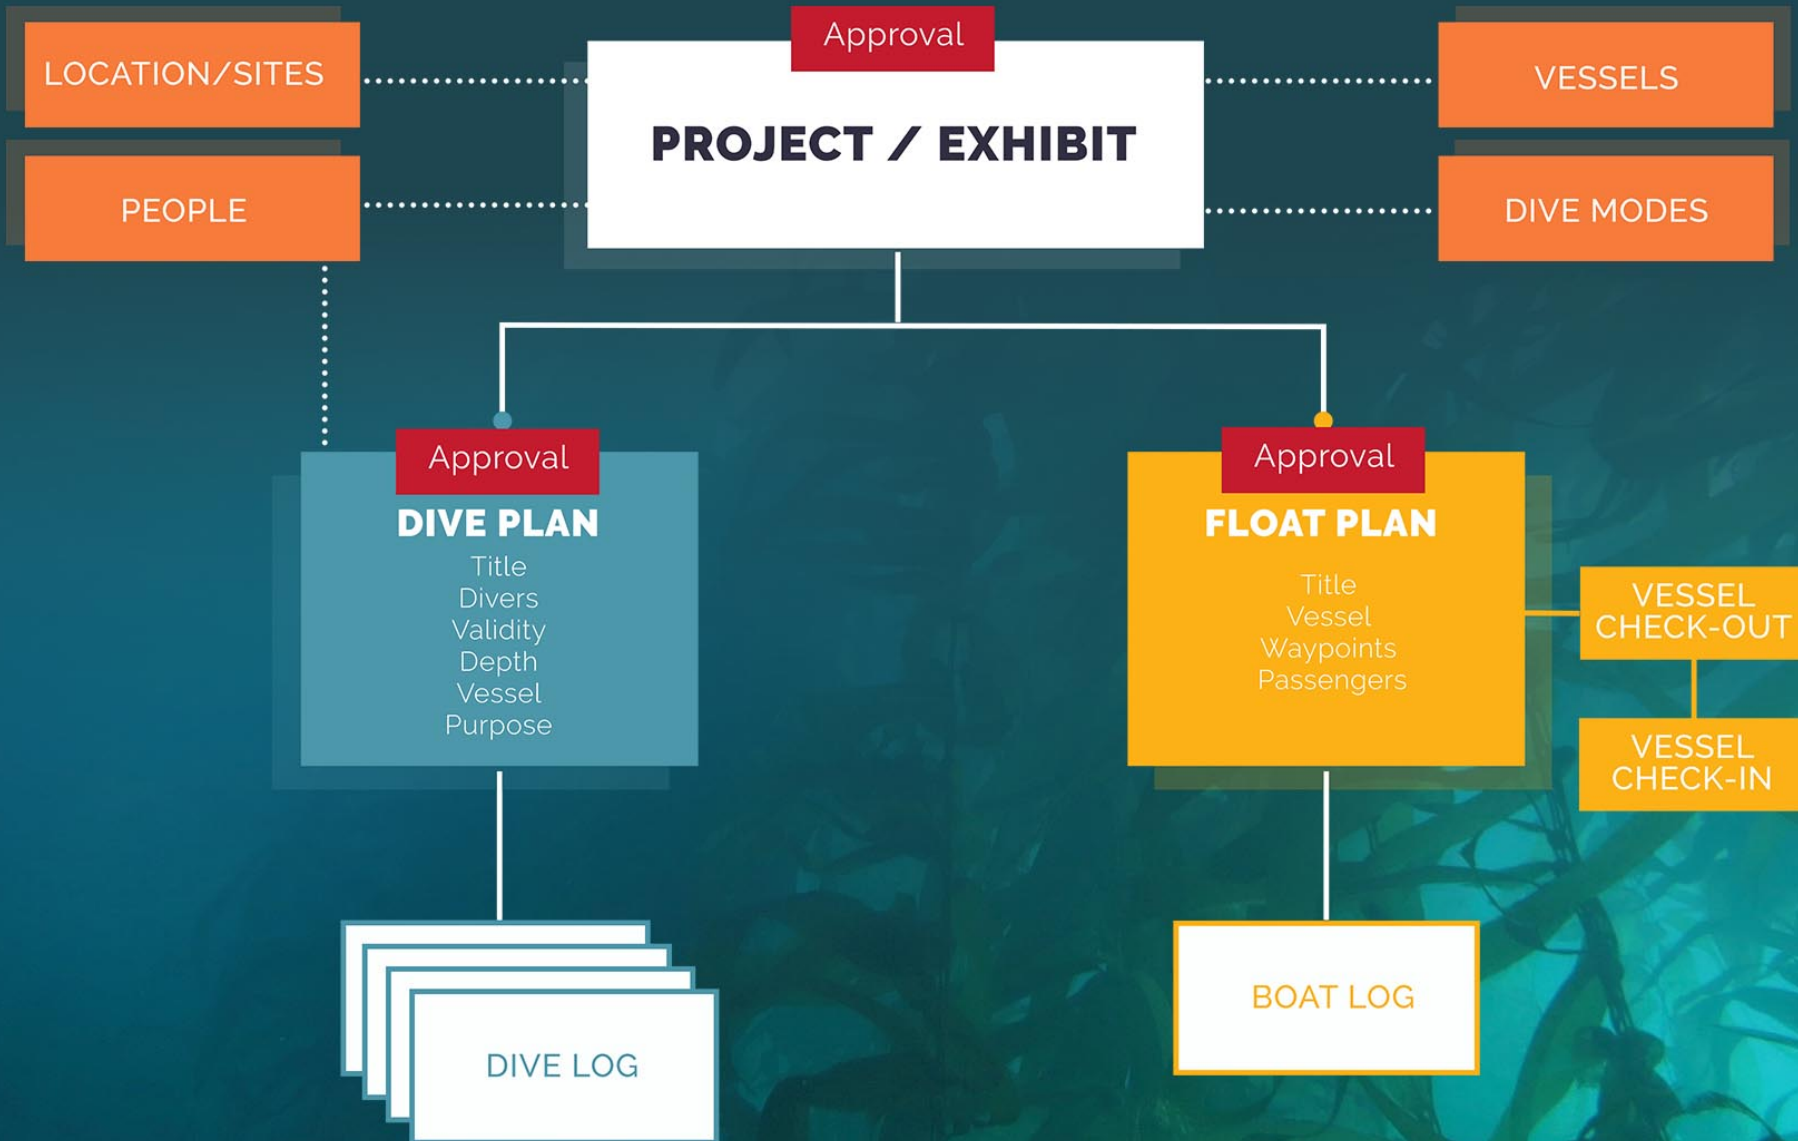 Approval
LOCATION/SITES
VESSELS
PROJECT / EXHIBIT
PEOPLE
DIVE MODES
Approval
DIVE PLAN
Title
Divers
Validity
Depth
Vessel
Purpose
Approval
FLOAT PLAN
Title
Vessel
Waypoints
Passengers
VESSEL
CHECK-OUT
VESSEL
CHECK-IN
DIVE LOG
BOAT LOG